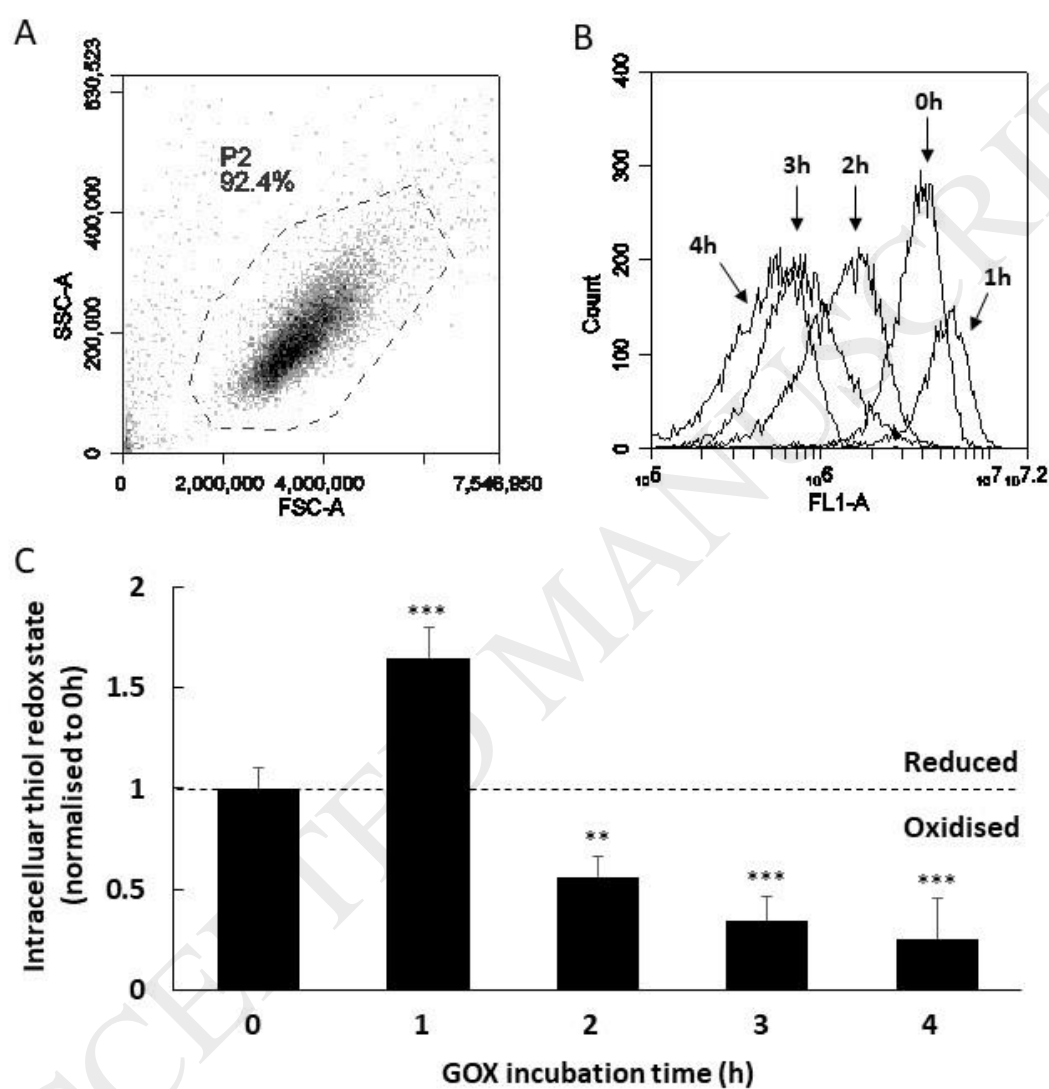 A
630,523
400,000
200,000
0
SSC-A
P2
92.4%
0 2,000,000 4,000,000 7,546,950
FSC-A
B
400
300
200
100
0
Count
0h
3h 2h
4h
1h
10 5 10 6 10 7 10 7.2
FL1-A
C
Intracelluar thiol redox state
(normalised to 0h)
2
1.5
1
0.5
0
***
**
***
***
Reduced
Oxidised
0 1 2 3 4
GOX incubation time (h)
CEPTED MANUSCRI